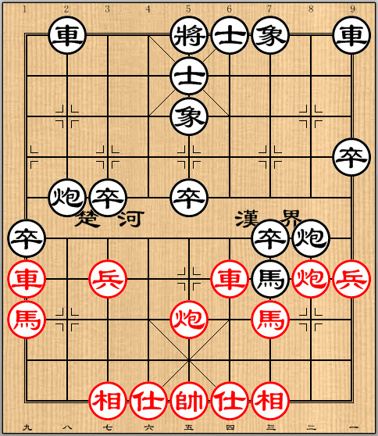 1 2 3 4 5 6 7 8 9
車 將 士 象 車
士
象
卒
炮 卒 卒
楚 河 漢 界
卒 卒 炮
車 兵 車 馬 炮 兵
馬 炮 馬
相 仕 帥 仕 相
九 八 七 六 五 四 三 二 一